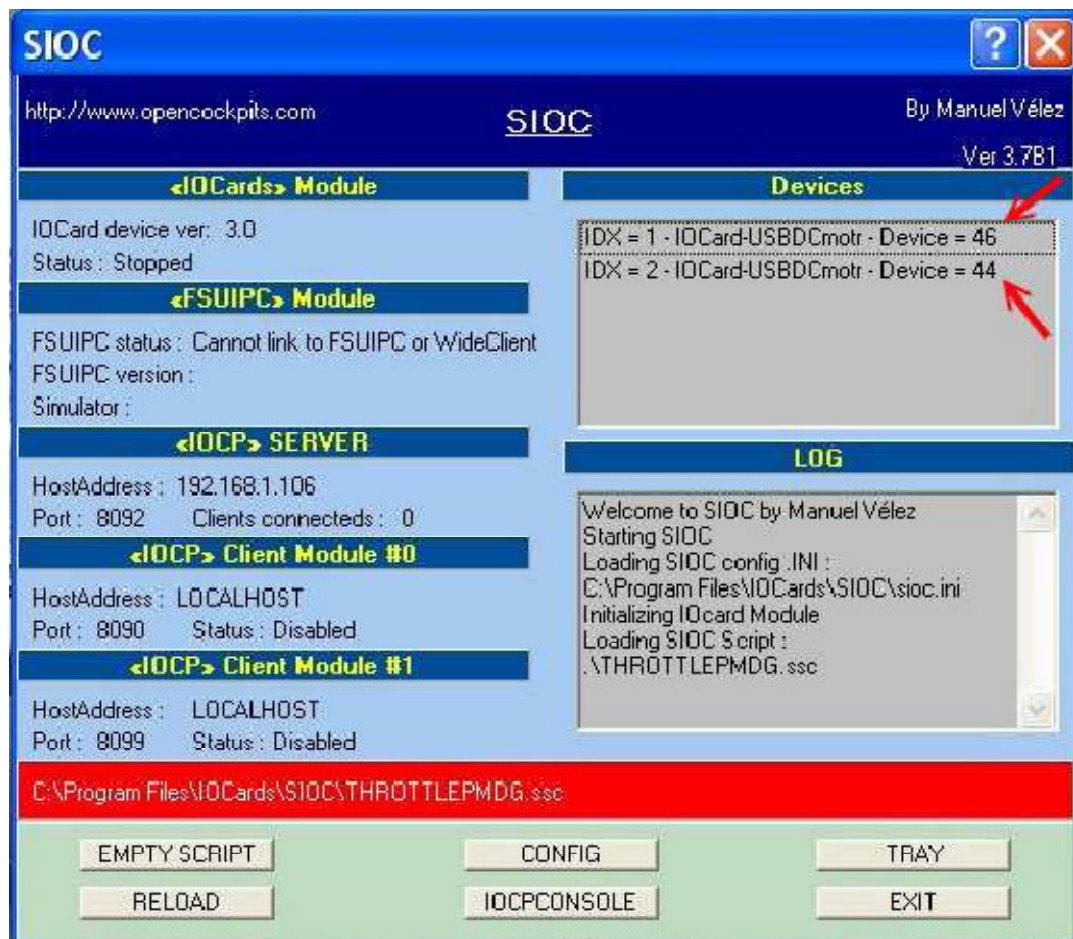 SIOC
http://www.opencockpits.com
SIOC
By Manuel Vélez
Ver 3.7B1
«IOCards» Module
IOCard device ver: 3.0
Status : Stopped
«FSUIPC» Module
FSUIPC status : Cannot link to FSUIPC or WideClient
FSUIPC version :
Simulator :
«IOCP» SERVER
HostAddress : 192.168.1.106
Port : 8092 Clients connecteds : 0
«IOCP» Client Module #0
HostAddress : LOCALHOST
Port : 8090 Status : Disabled
«IOCP» Client Module #1
HostAddress : LOCALHOST
Port : 8099 Status : Disabled
Devices
IDX = 1 - IOCard-USBDCmotr - Device = 46
IDX = 2 - IOCard-USBDCmotr - Device = 44
LOG
Welcome to SIOC by Manuel Vélez
Starting SIOC
Loading SIOC config .INI :
C:\Program Files\IOCards\SIOC\sioc.ini
Initializing IOcard Module
Loading SIOC Script :
.\THROTTLEPMDG.ssc
C:\Program Files\IOCards\SIOC\THROTTLEPMDG.ssc
EMPTY SCRIPT
CONFIG
TRAY
RELOAD
IOCPCONSOLE
EXIT